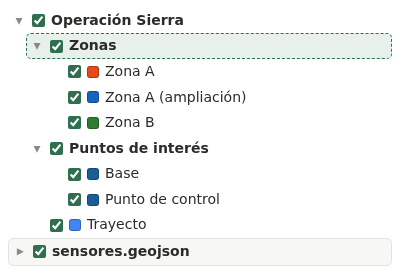 Operación Sierra
Zonas
Zona A
Zona A (ampliación)
Zona B
Puntos de interés
Base
Punto de control
Trayecto
sensores.geojson